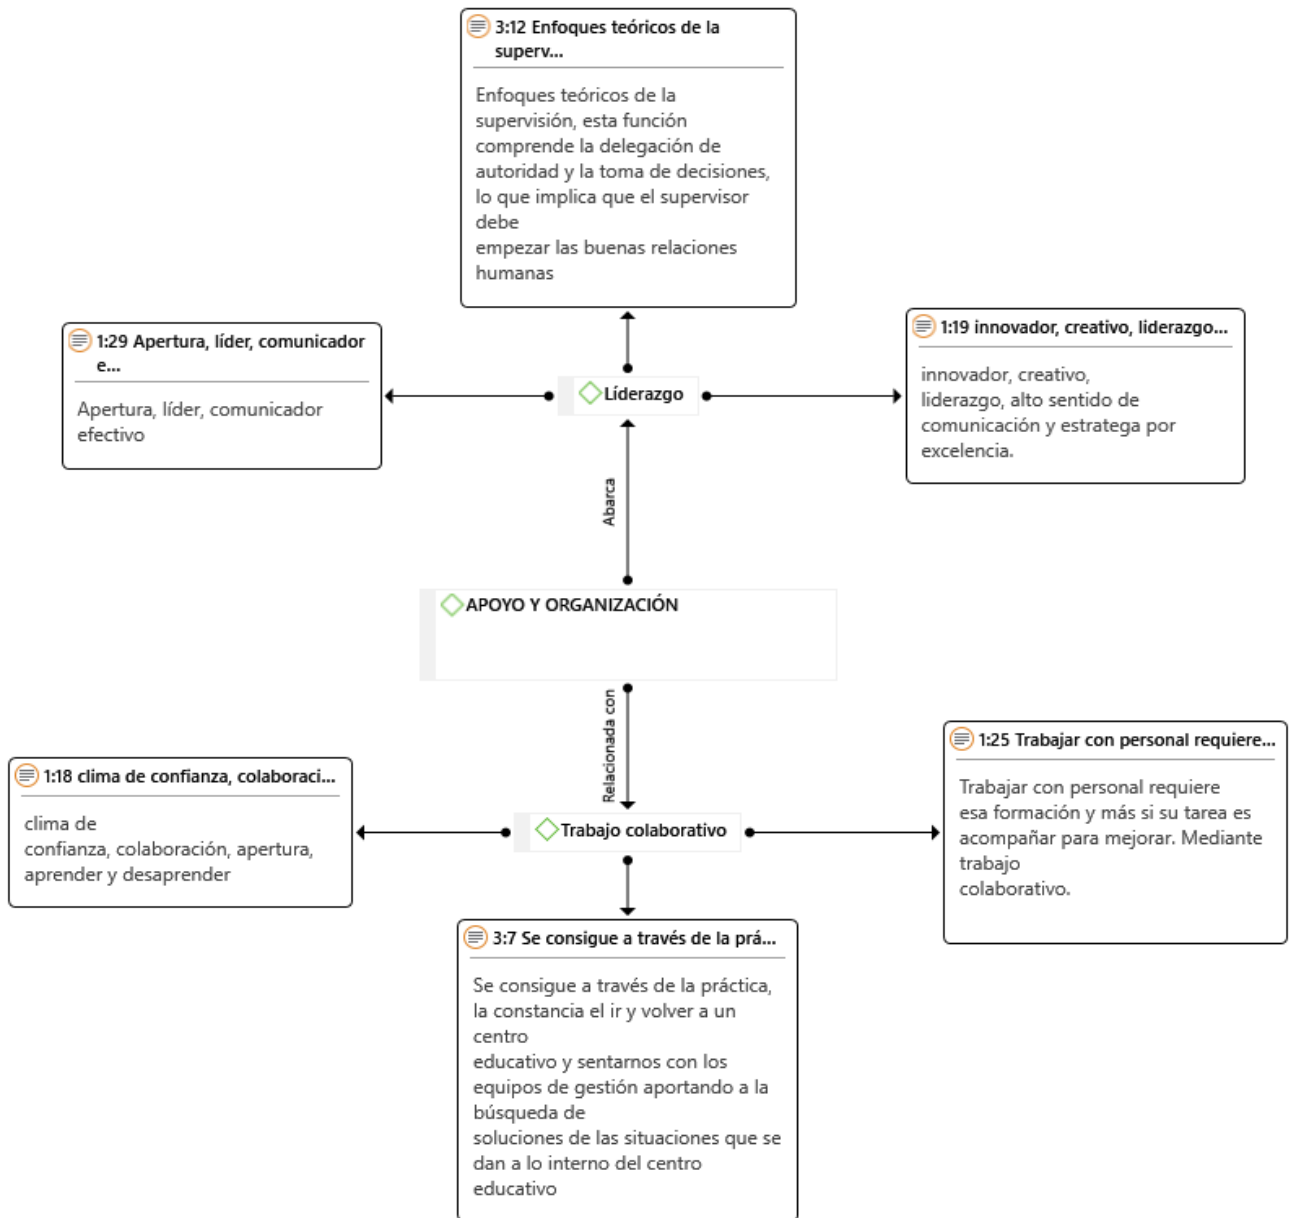 3:12 Enfoques teóricos de la
superv...
Enfoques teóricos de la
supervisión, esta función
comprende la delegación de
autoridad y la toma de decisiones,
lo que implica que el supervisor
debe
empezar las buenas relaciones
humanas
1:29 Apertura, líder, comunicador
e...
Apertura, líder, comunicador
efectivo
Líderazgo
1:19 innovador, creativo, liderazgo...
innovador, creativo,
liderazgo, alto sentido de
comunicación y estratega por
excelencia.
Abarca
APOYO Y ORGANIZACIÓN
Relacionada con
1:18 clima de confianza, colaboraci...
clima de
confianza, colaboración, apertura,
aprender y desaprender
Trabajo colaborativo
1:25 Trabajar con personal requiere...
Trabajar con personal requiere
esa formación y más si su tarea es
acompañar para mejorar. Mediante
trabajo
colaborativo.
3:7 Se consigue a través de la prá...
Se consigue a través de la práctica,
la constancia el ir y volver a un
centro
educativo y sentarnos con los
equipos de gestión aportando a la
búsqueda de
soluciones de las situaciones que se
dan a lo interno del centro
educativo